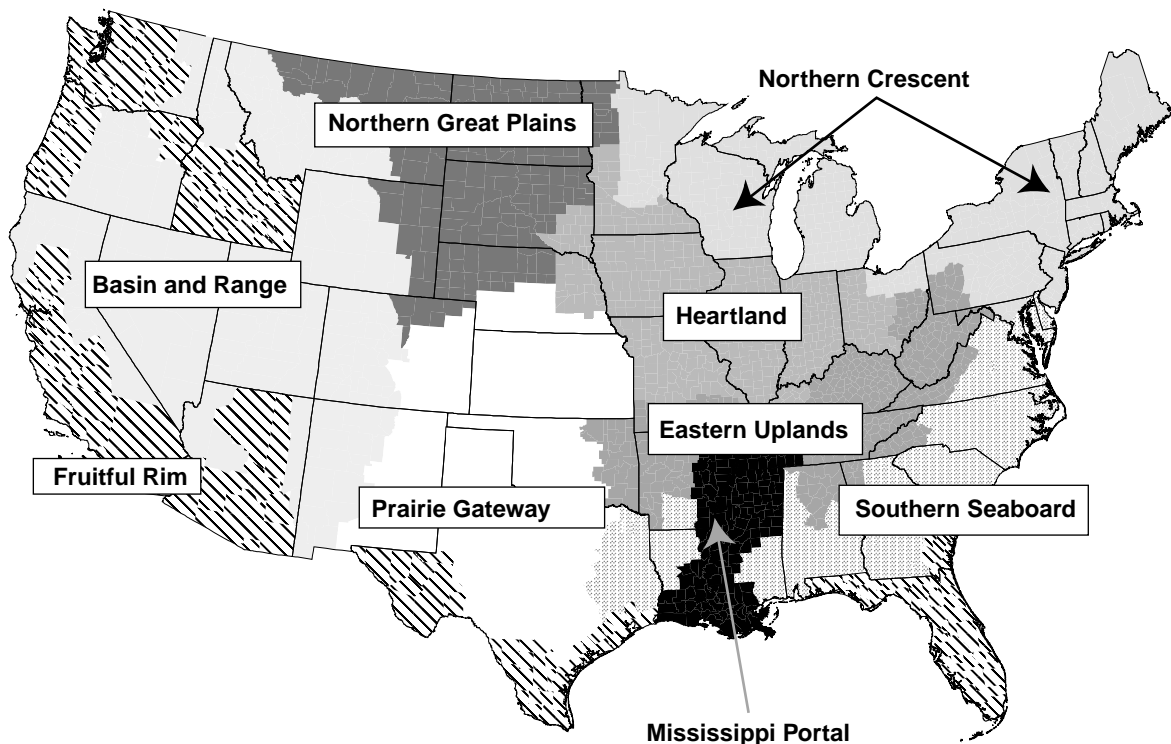 Northern Crescent
Northern Great Plains
Basin and Range
Heartland
Eastern Uplands
Fruitful Rim
Prairie Gateway
Southern Seaboard
Mississippi Portal